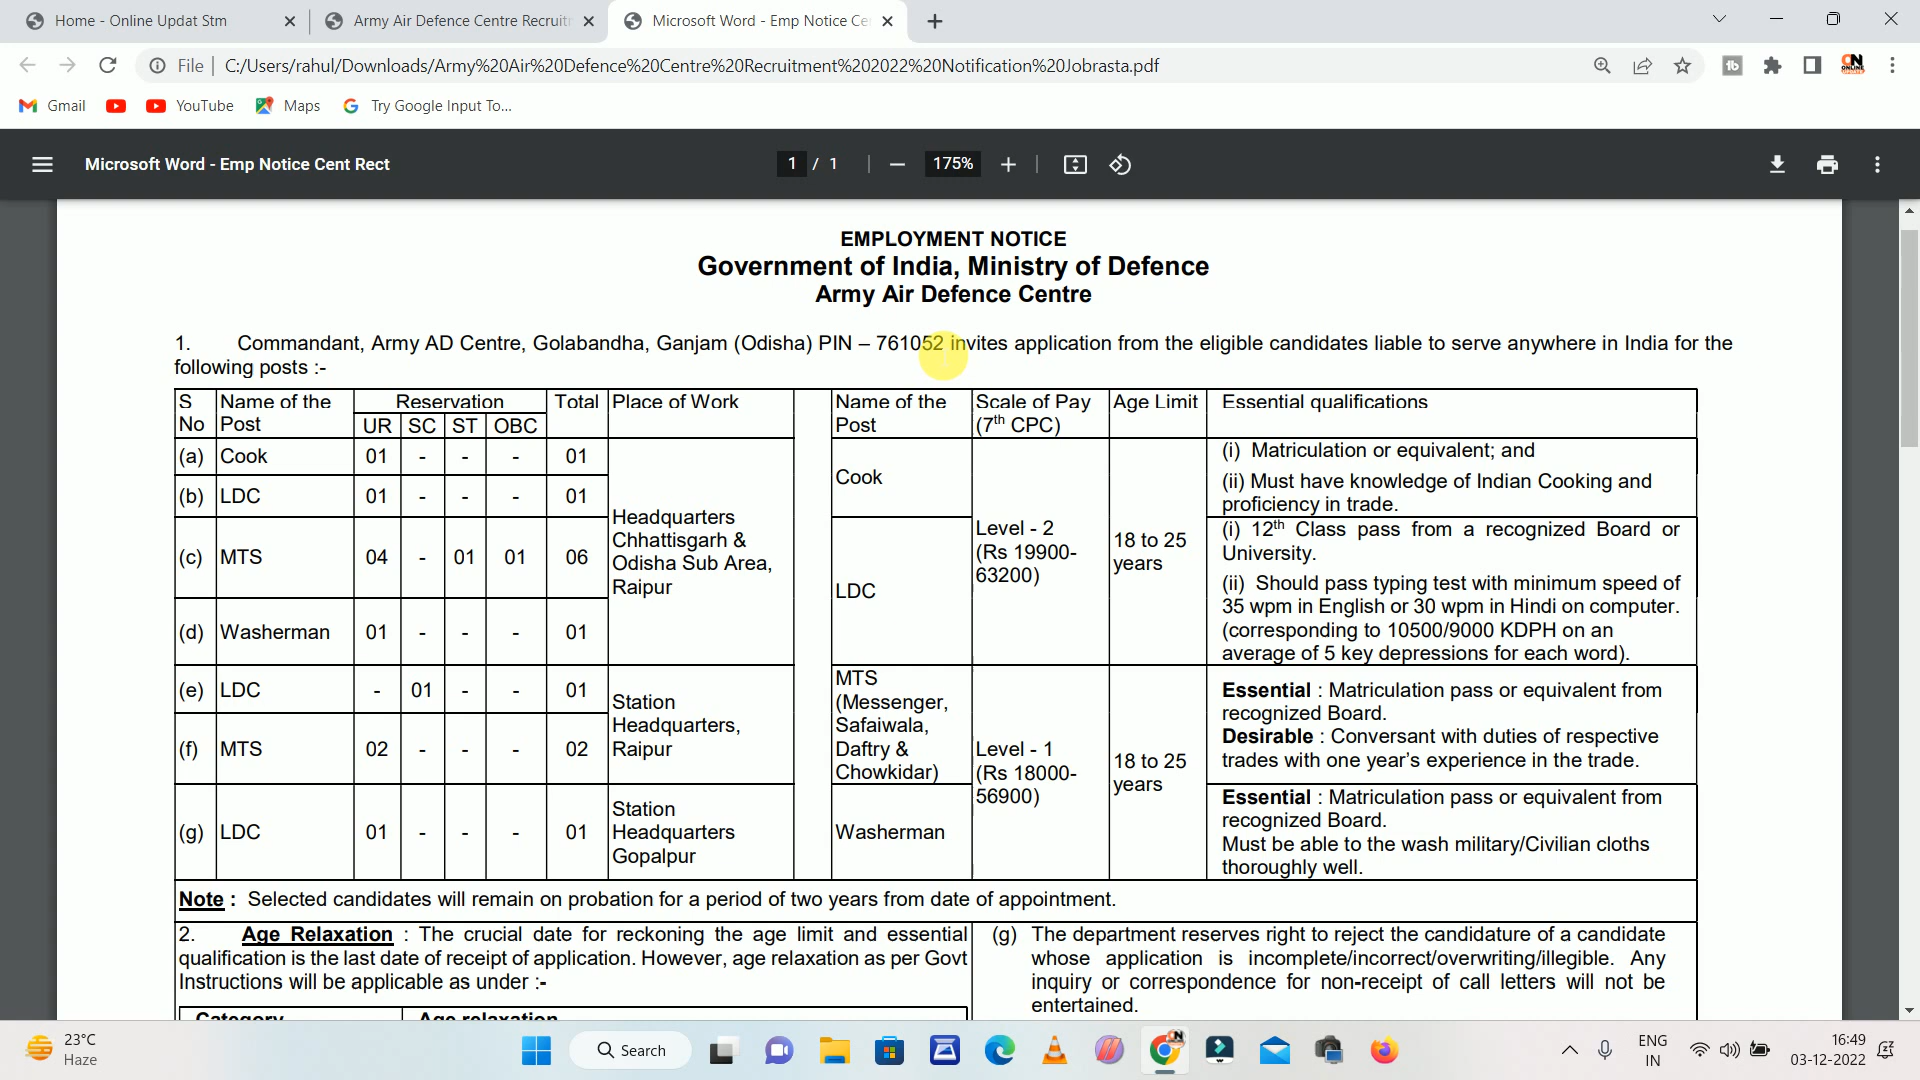 Home - Online Updat Stm
Army Air Defence Centre Recruitm
Microsoft Word - Emp Notice Ce
File
C:/Users/rahul/Downloads/Army%20Air%20Defence%20Centre%20Recruitment%202022%20Notification%20Jobrasta.pdf
Gmail
YouTube
Maps
Try Google Input To...
Microsoft Word - Emp Notice Cent Rect
1 / 1
175%
EMPLOYMENT NOTICE
Government of India, Ministry of Defence
Army Air Defence Centre
1. Commandant, Army AD Centre, Golabandha, Ganjam (Odisha) PIN – 761052 invites application from the eligible candidates liable to serve anywhere in India for the
following posts :-
S No
Name of the Post
Reservation
UR SC ST OBC
Total
Place of Work
(a) Cook 01 - - - 01
(b) LDC 01 - - - 01
(c) MTS 04 - 01 01 06
(d) Washerman 01 - - - 01
Headquarters
Chhattisgarh &
Odisha Sub Area,
Raipur
(e) LDC - 01 - - 01
(f) MTS 02 - - - 02
Station
Headquarters,
Raipur
(g) LDC 01 - - - 01
Station
Headquarters
Gopalpur
Name of the
Post
Scale of Pay
(7th CPC)
Age Limit
Essential qualifications
Cook
LDC
Level - 2
(Rs 19900-
63200)
18 to 25
years
(i) Matriculation or equivalent; and
(ii) Must have knowledge of Indian Cooking and
proficiency in trade.
(i) 12th Class pass from a recognized Board or
University.
(ii) Should pass typing test with minimum speed of
35 wpm in English or 30 wpm in Hindi on computer.
(corresponding to 10500/9000 KDPH on an
average of 5 key depressions for each word).
MTS
(Messenger,
Safaiwala,
Daftry &
Chowkidar)
Washerman
Level - 1
(Rs 18000-
56900)
18 to 25
years
Essential : Matriculation pass or equivalent from
recognized Board.
Desirable : Conversant with duties of respective
trades with one year's experience in the trade.
Essential : Matriculation pass or equivalent from
recognized Board.
Must be able to the wash military/Civilian cloths
thoroughly well.
Note : Selected candidates will remain on probation for a period of two years from date of appointment.
2. Age Relaxation : The crucial date for reckoning the age limit and essential
qualification is the last date of receipt of application. However, age relaxation as per Govt
Instructions will be applicable as under :-
Category Age relaxation
(g) The department reserves right to reject the candidature of a candidate
whose application is incomplete/incorrect/overwriting/illegible. Any
inquiry or correspondence for non-receipt of call letters will not be
entertained.
23°C
Haze
Search
ENG
IN
16:49
03-12-2022